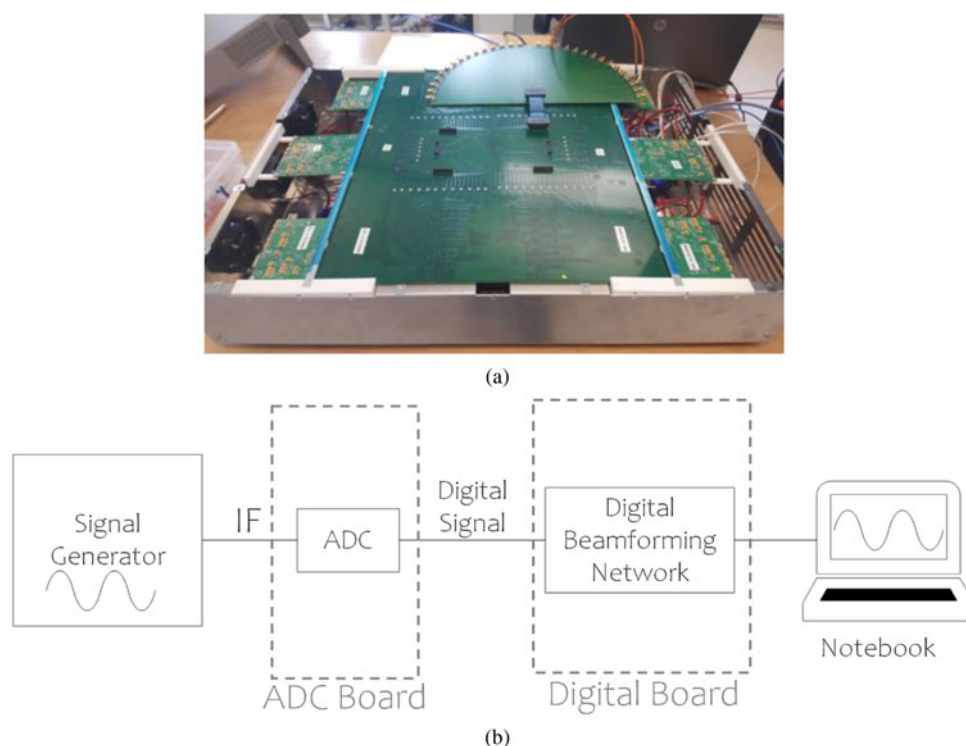 (a)
Signal
Generator
IF
ADC
Digital
Signal
Digital
Beamforming
Network
Notebook
ADC Board
Digital Board
(b)